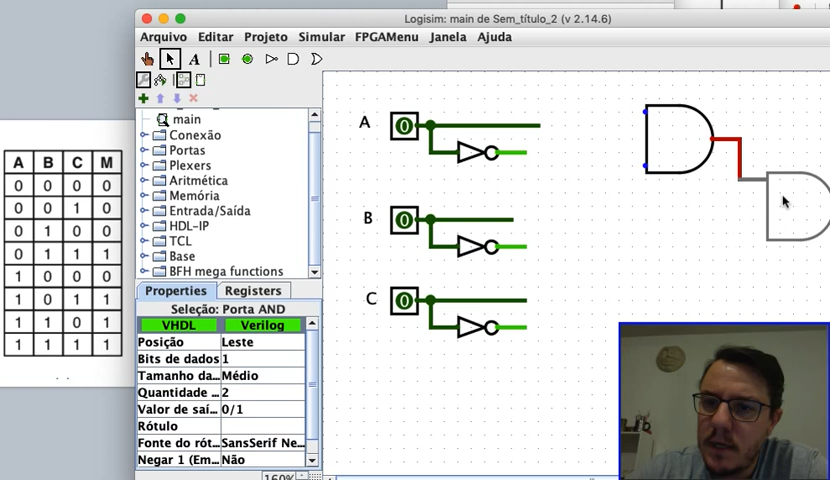 Logisim: main de Sem_título_2 (v 2.14.6)
Arquivo Editar Projeto Simular FPGAMenu Janela Ajuda
A
main
Conexão
Portas
Plexers
Aritmética
Memória
Entrada/Saída
HDL-IP
TCL
Base
BFH mega functions
Properties Registers
Seleção: Porta AND
VHDL Verilog
Posição Leste
Bits de dados 1
Tamanho da... Médio
Quantidade ... 2
Valor de saí... 0/1
Rótulo
Fonte do rót... SansSerif Ne...
Negar 1 (Em... Não
160%
A B C M
0 0 0 0
0 0 1 0
0 1 0 0
0 1 1 1
1 0 0 0
1 0 1 1
1 1 0 1
1 1 1 1
A 0
B 0
C 0